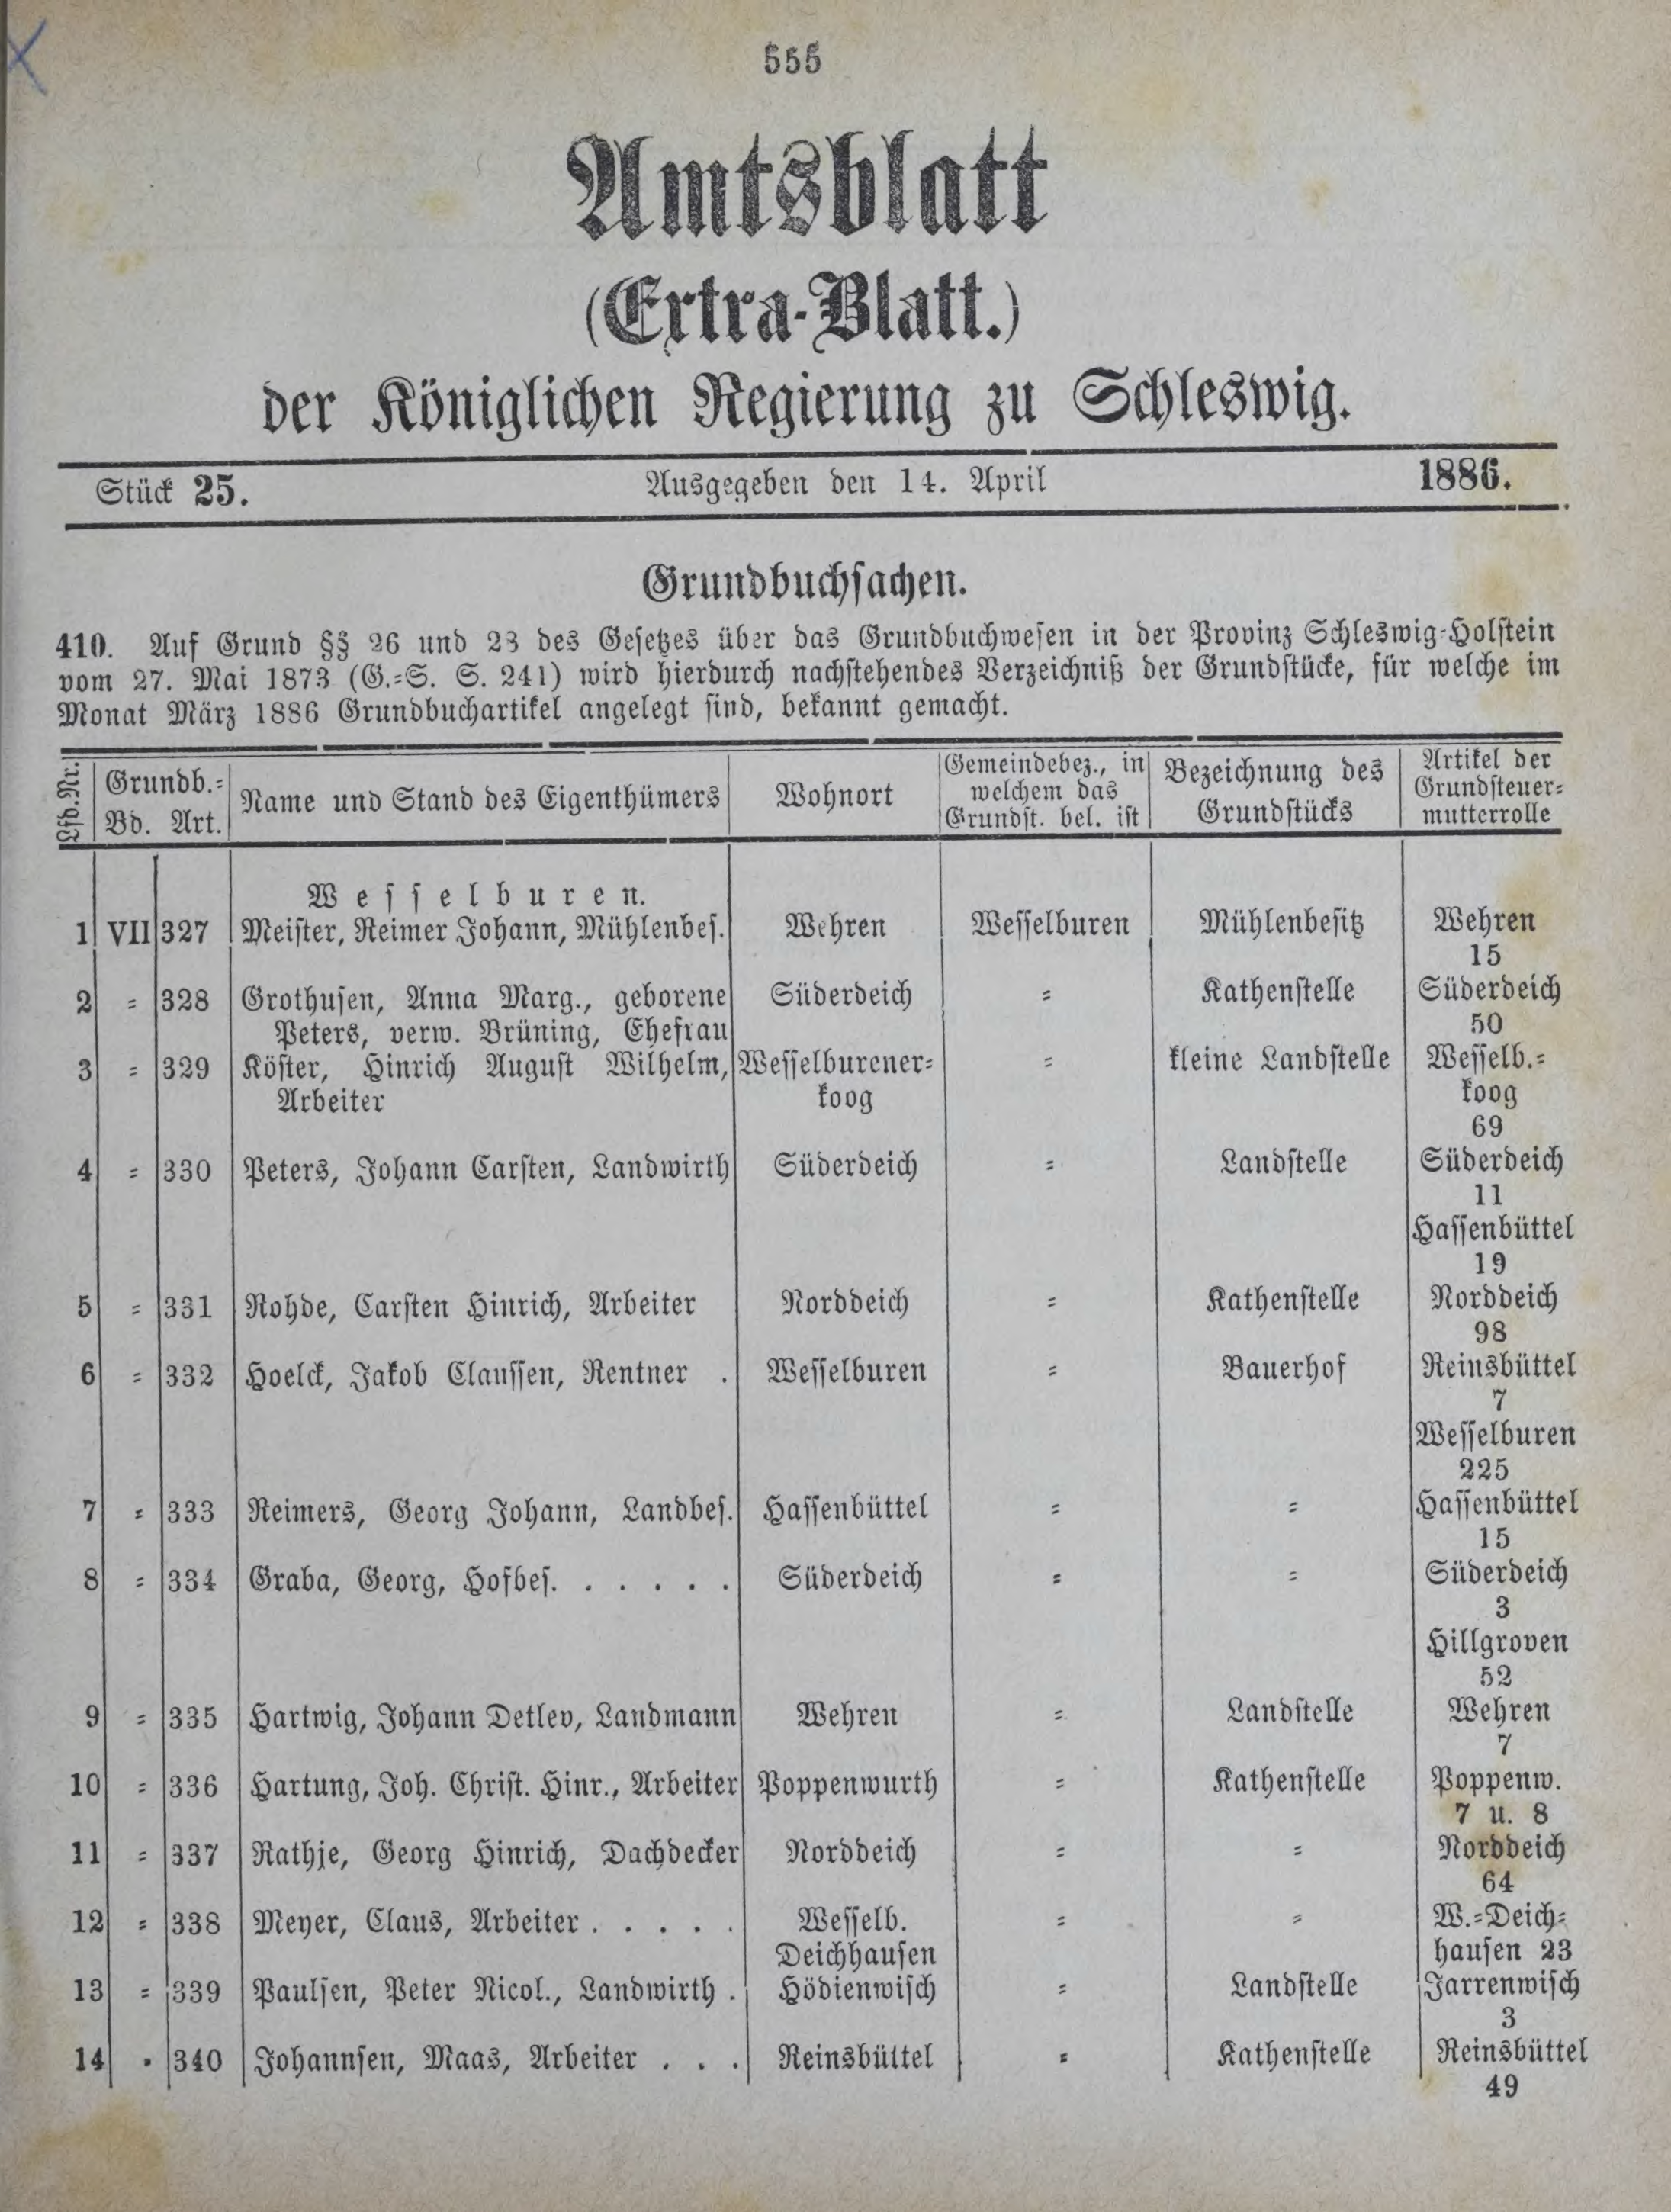 555
Amtsblatt
(Extra-Blatt.)
der Königlichen Regierung zu Schleswig.
Stück 25. Ausgegeben den 14. April 1886.
Grundbuchsachen.
410. Auf Grund §§ 26 und 23 des Gesetzes über das Grundbuchwesen in der Provinz Schleswig-Holstein
vom 27. Mai 1873 (G.-S. S. 241) wird hierdurch nachstehendes Verzeichniß der Grundstücke, für welche im
Monat März 1886 Grundbuchartikel angelegt sind, bekannt gemacht.
Lfd. Nr. | Grundb.- Bd. Art. | Name und Stand des Eigenthümers | Wohnort | Gemeindebez., in welchem das Grundst. bel. ist | Bezeichnung des Grundstücks | Artikel der Grundsteuer- mutterrolle
Wesselburen.
1 VII 327 Meister, Reimer Johann, Mühlenbes. Wehren Wesselburen Mühlenbesitz Wehren
15
2 = 328 Grothusen, Anna Marg., geborene Süderdeich = Kathenstelle Süderdeich
Peters, verw. Brüning, Ehefrau 50
3 = 329 Köster, Hinrich August Wilhelm, Wesselburener- = kleine Landstelle Wesselb.-
Arbeiter koog koog
69
4 = 330 Peters, Johann Carsten, Landwirth Süderdeich = Landstelle Süderdeich
11
Hassenbüttel
19
5 = 331 Rohde, Carsten Hinrich, Arbeiter Norddeich = Kathenstelle Norddeich
98
6 = 332 Hoelck, Jakob Claussen, Rentner . Wesselburen = Bauerhof Reinsbüttel
7
Wesselburen
225
7 = 333 Reimers, Georg Johann, Landbes. Hassenbüttel = = Hassenbüttel
15
8 = 334 Graba, Georg, Hofbes. . . . . . Süderdeich = = Süderdeich
3
Hillgroven
52
9 = 335 Hartwig, Johann Detlev, Landmann Wehren = Landstelle Wehren
7
10 = 336 Hartung, Joh. Christ. Hinr., Arbeiter Poppenwurth = Kathenstelle Poppenw.
7 u. 8
11 = 337 Rathje, Georg Hinrich, Dachdecker Norddeich = = Norddeich
64
12 = 338 Meyer, Claus, Arbeiter . . . . . Wesselb. = = W.-Deich-
Deichhausen hausen 23
13 = 339 Paulsen, Peter Nicol., Landwirth . Hödienwisch = Landstelle Jarrenwisch
3
14 = 340 Johannsen, Maas, Arbeiter . . . Reinsbüttel = Kathenstelle Reinsbüttel
49